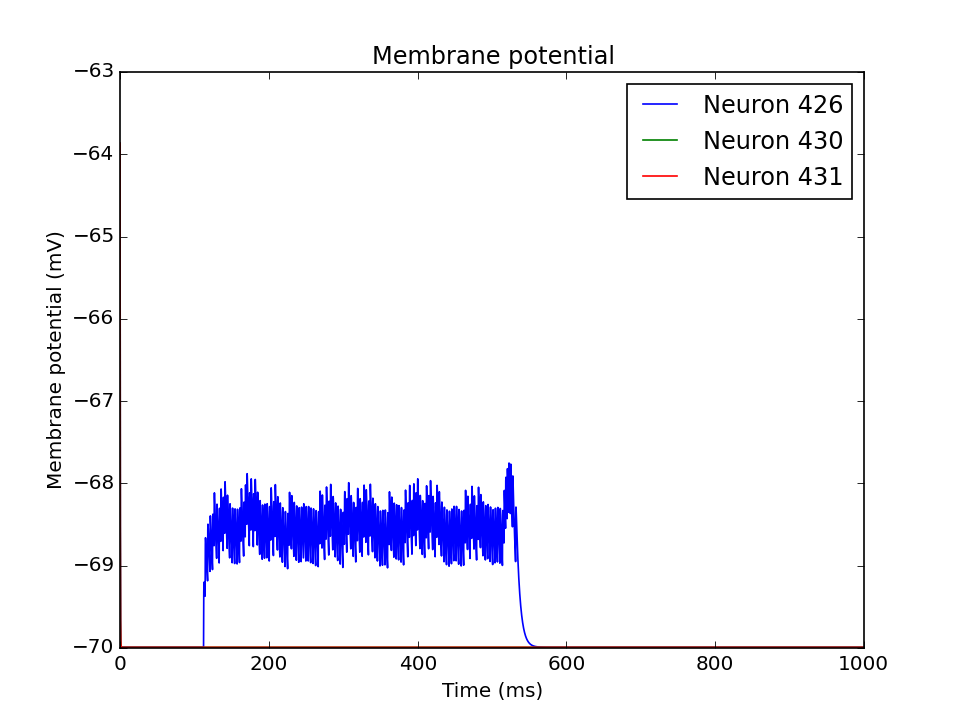 Membrane potential
−63
−64
−65
−66
−67
−68
−69
−70
Membrane potential (mV)
Neuron 426
Neuron 430
Neuron 431
0 200 400 600 800 1000
Time (ms)